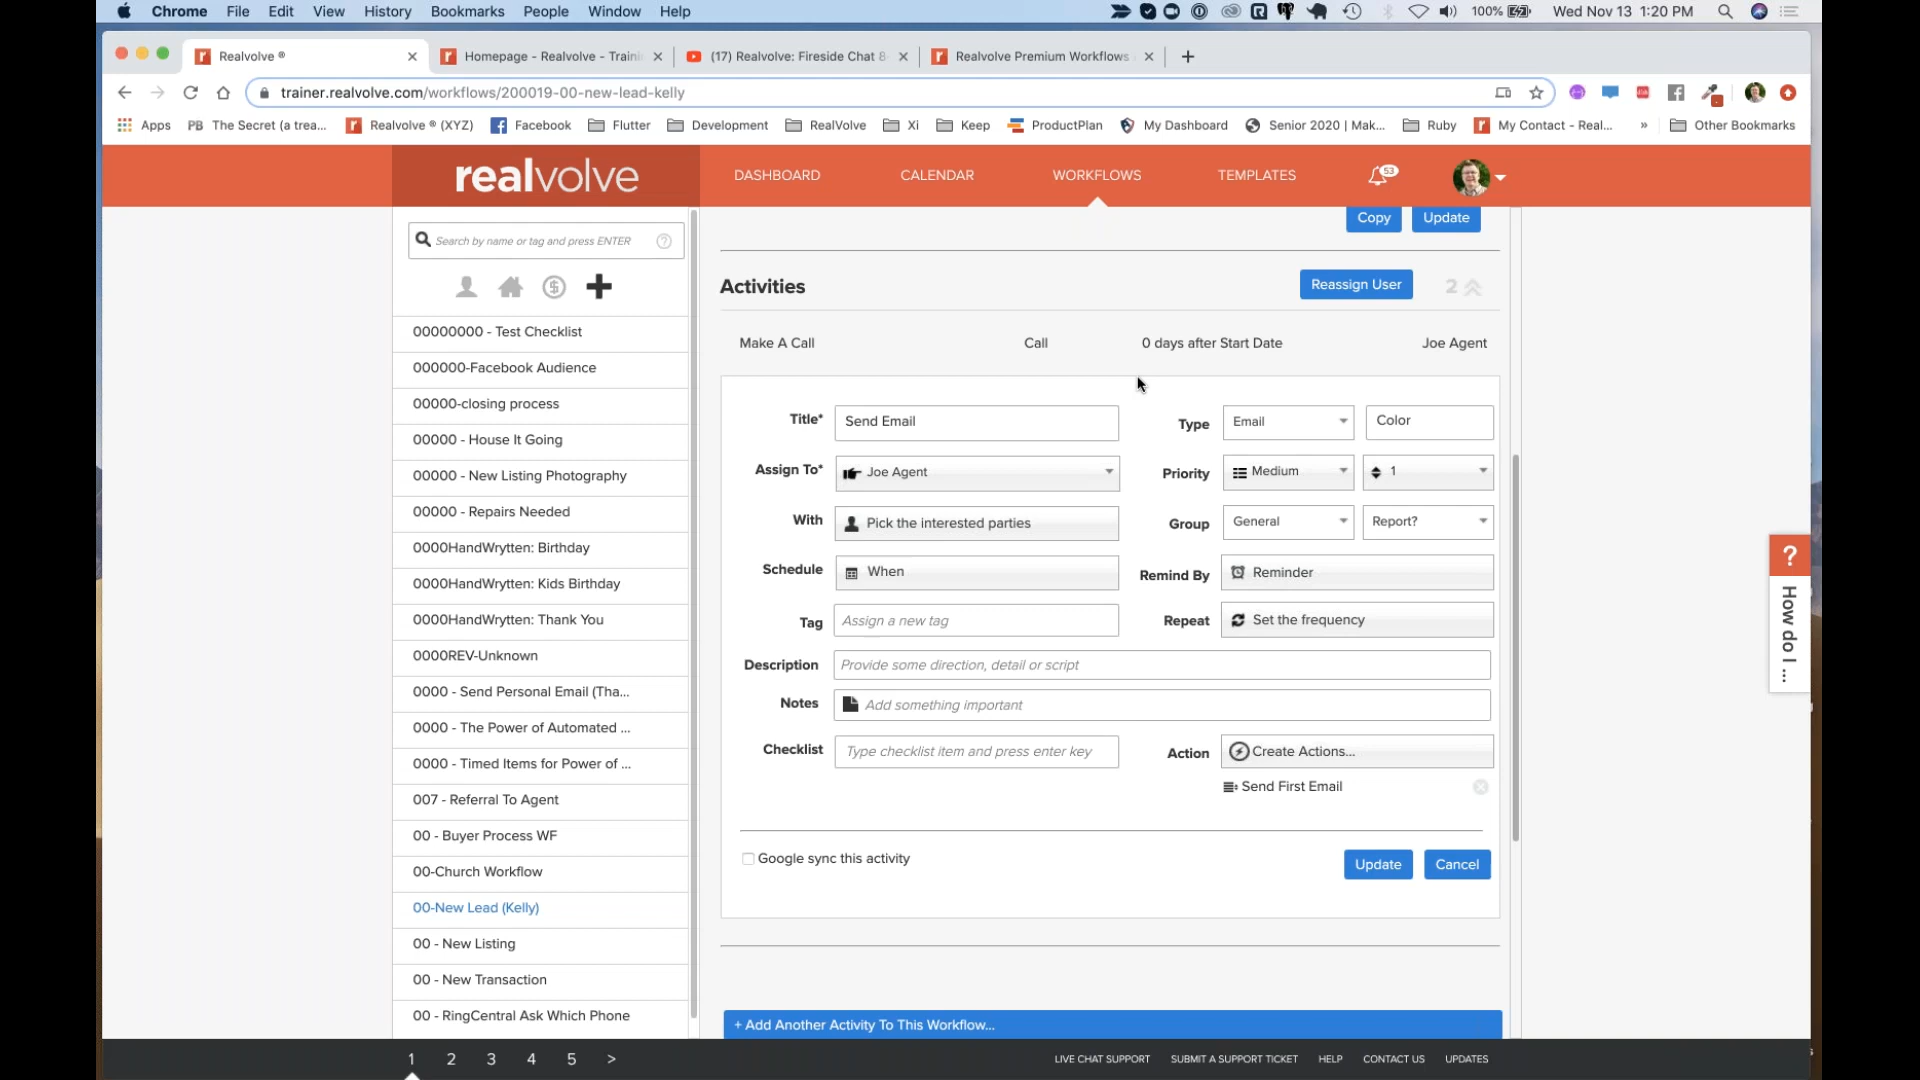 Chrome File Edit View History Bookmarks People Window Help 100% Wed Nov 13 1:20 PM
Realvolve ® Homepage - Realvolve - Traini (17) Realvolve: Fireside Chat 8- Realvolve Premium Workflows
trainer.realvolve.com/workflows/200019-00-new-lead-kelly
Apps PB The Secret (a trea... Realvolve ® (XYZ) Facebook Flutter Development RealVolve Xi Keep ProductPlan My Dashboard Senior 2020 | Mak... Ruby My Contact - Real... » Other Bookmarks
realvolve DASHBOARD CALENDAR WORKFLOWS TEMPLATES 53
Search by name or tag and press ENTER
00000000 - Test Checklist
000000-Facebook Audience
00000-closing process
00000 - House It Going
00000 - New Listing Photography
00000 - Repairs Needed
0000HandWrytten: Birthday
0000HandWrytten: Kids Birthday
0000HandWrytten: Thank You
0000REV-Unknown
0000 - Send Personal Email (Tha...
0000 - The Power of Automated ...
0000 - Timed Items for Power of ...
007 - Referral To Agent
00 - Buyer Process WF
00-Church Workflow
00-New Lead (Kelly)
00 - New Listing
00 - New Transaction
00 - RingCentral Ask Which Phone
Copy Update
Activities Reassign User 2
Make A Call Call 0 days after Start Date Joe Agent
Title* Send Email Type Email Color
Assign To* Joe Agent Priority Medium 1
With Pick the interested parties Group General Report?
Schedule When Remind By Reminder
Tag Assign a new tag Repeat Set the frequency
Description Provide some direction, detail or script
Notes Add something important
Checklist Type checklist item and press enter key Action Create Actions...
Send First Email
Google sync this activity Update Cancel
+ Add Another Activity To This Workflow...
? How do I ...
1 2 3 4 5 > LIVE CHAT SUPPORT SUBMIT A SUPPORT TICKET HELP CONTACT US UPDATES